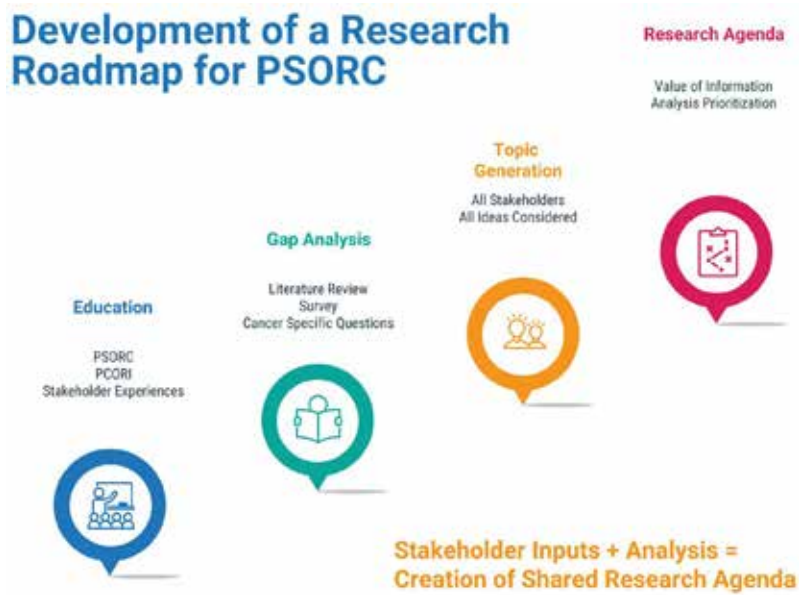 Development of a Research
Roadmap for PSORC
Research Agenda
Value of Information
Analysis Prioritization
Topic
Generation
All Stakeholders
All Ideas Considered
Gap Analysis
Literature Review
Survey
Cancer Specific Questions
Education
PSORC
PCORI
Stakeholder Experiences
Stakeholder Inputs + Analysis =
Creation of Shared Research Agenda